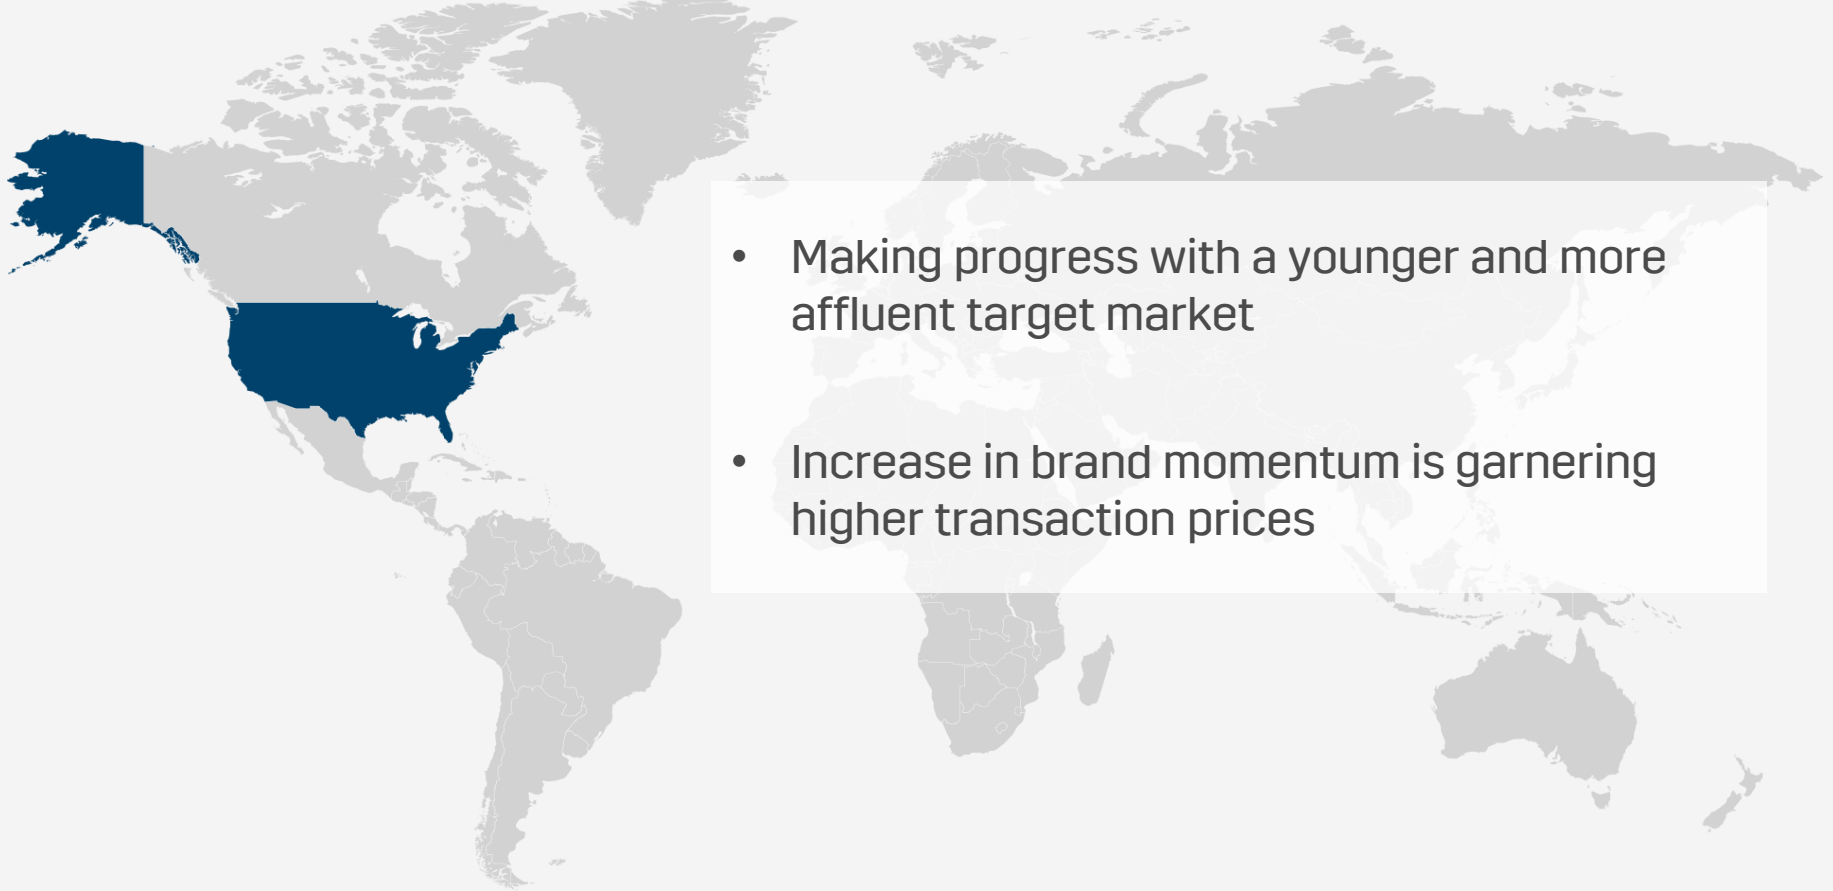 • Making progress with a younger and more
affluent target market
• Increase in brand momentum is garnering
higher transaction prices